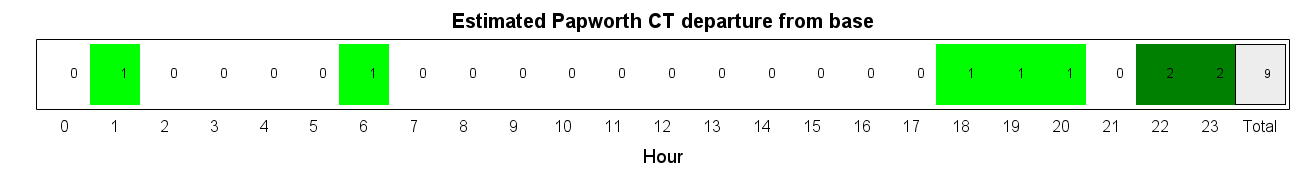 Estimated Papworth CT departure from base
0 1 0 0 0 0 1 0 0 0 0 0 0 0 0 0 0 0 1 1 1 0 2 2 9
0 1 2 3 4 5 6 7 8 9 10 11 12 13 14 15 16 17 18 19 20 21 22 23 Total
Hour